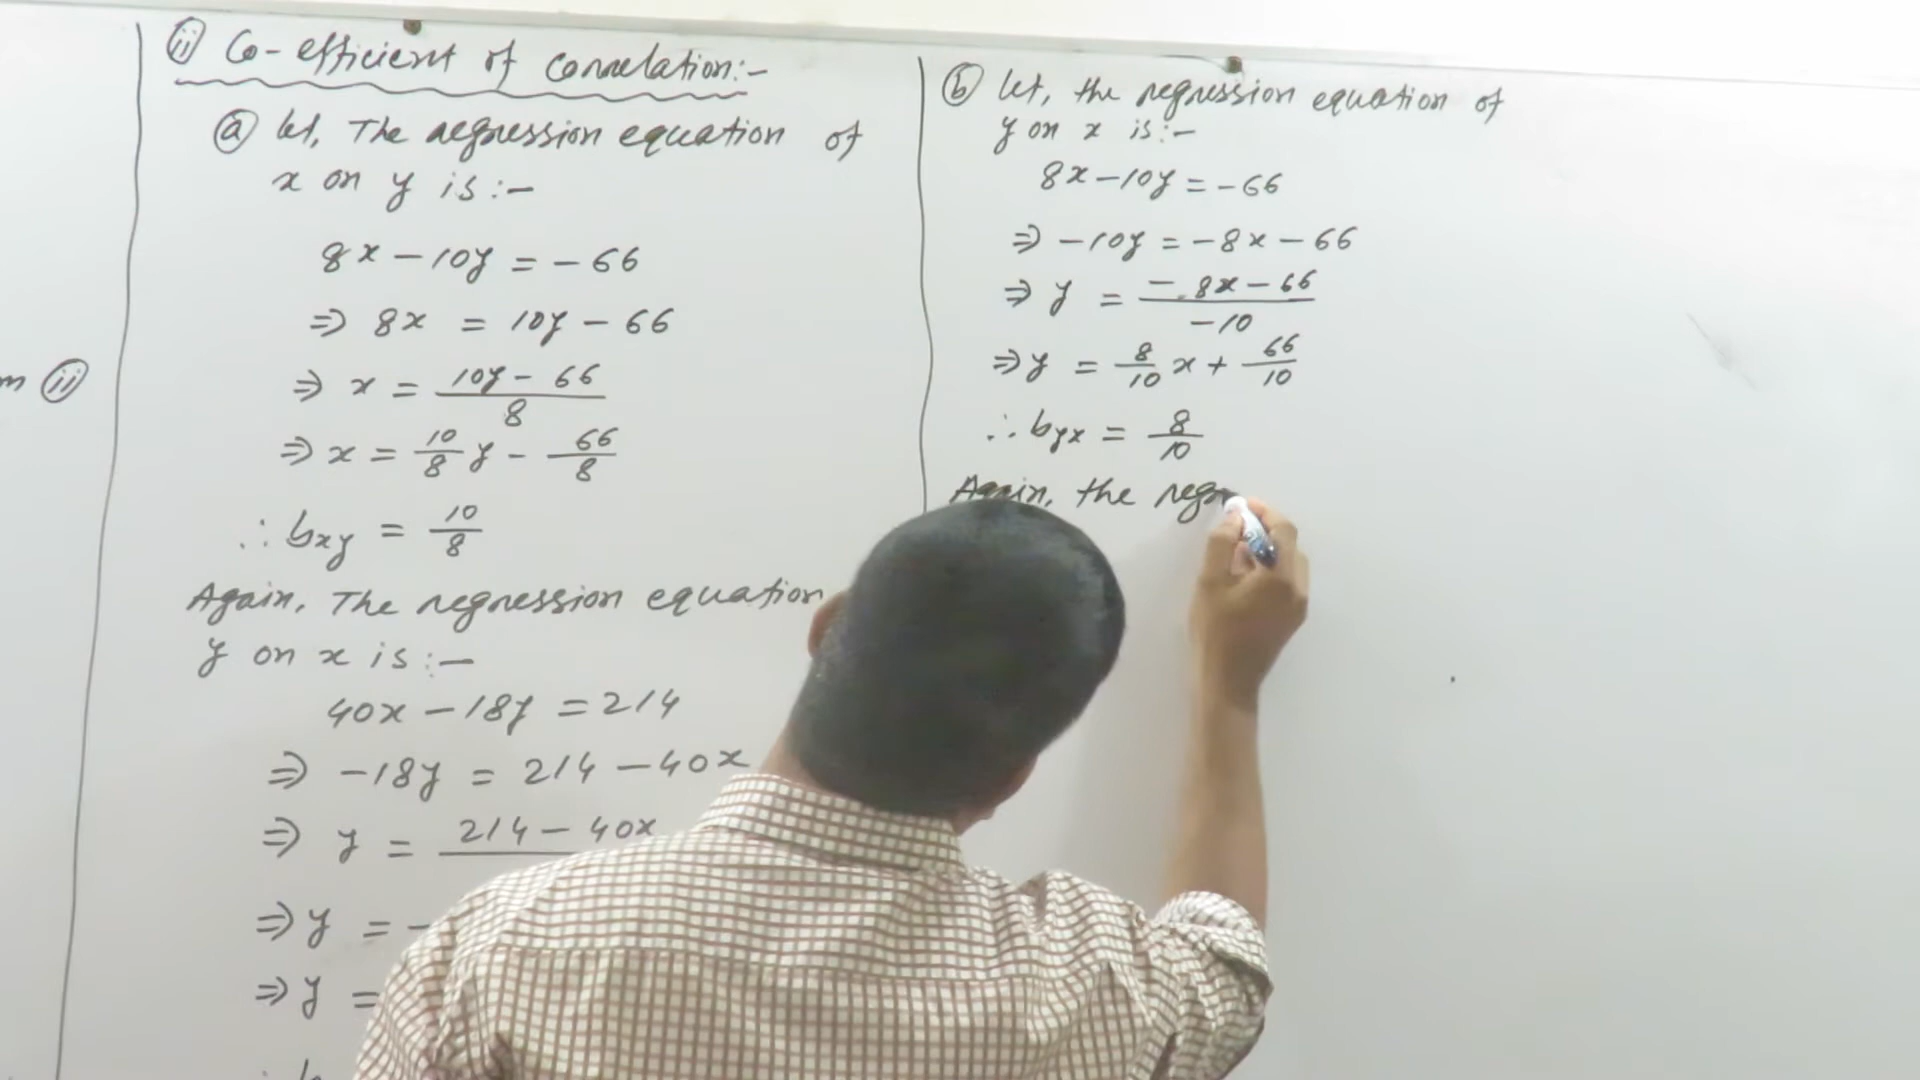 ii Co-efficient of correlation:-
a let, The regression equation of
x on y is:-
8x-10y = -66
⇒ 8x = 10y - 66
⇒ x = 10y - 66 / 8
⇒ x = 10/8 y - 66/8
∴ bxy = 10/8
Again, The regression equation
y on x is:-
40x - 18y = 214
⇒ -18y = 214 - 40x
⇒ y = 214 - 40x
⇒ y = -
⇒ y =
m ii
b let, the regression equation of
y on x is:-
8x-10y = -66
⇒ -10y = -8x - 66
⇒ y = -8x - 66 / -10
⇒ y = 8/10 x + 66/10
∴ byx = 8/10
Again, the regr